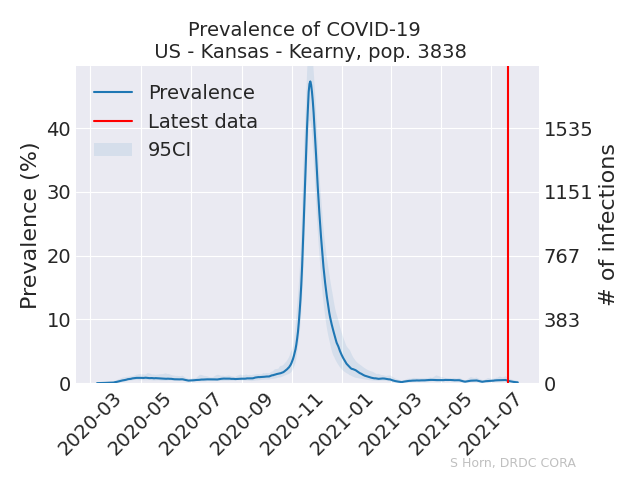 Prevalence of COVID-19
US - Kansas - Kearny, pop. 3838
Prevalence
Latest data
95CI
Prevalence (%)
40
30
20
10
0
1535
1151
767
383
0
# of infections
2020-03
2020-05
2020-07
2020-09
2020-11
2021-01
2021-03
2021-05
2021-07
S Horn, DRDC CORA